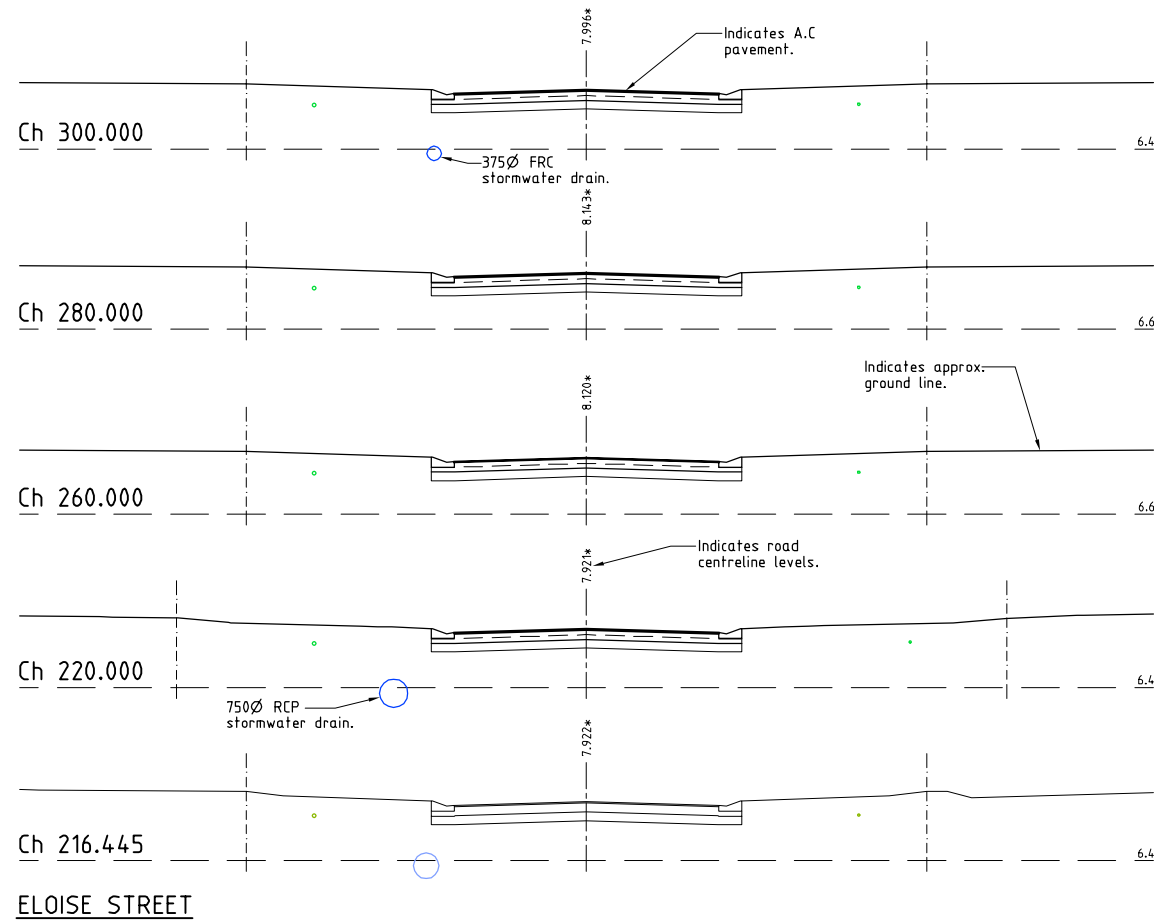 7.996*
Indicates A.C
pavement.
Ch 300.000
6.4
375Ø FRC
stormwater drain.
8.143*
Ch 280.000
6.6
8.120*
Indicates approx.
ground line.
Ch 260.000
6.6
7.921*
Indicates road
centreline levels.
Ch 220.000
6.4
750Ø RCP
stormwater drain.
7.922*
Ch 216.445
6.4
ELOISE STREET